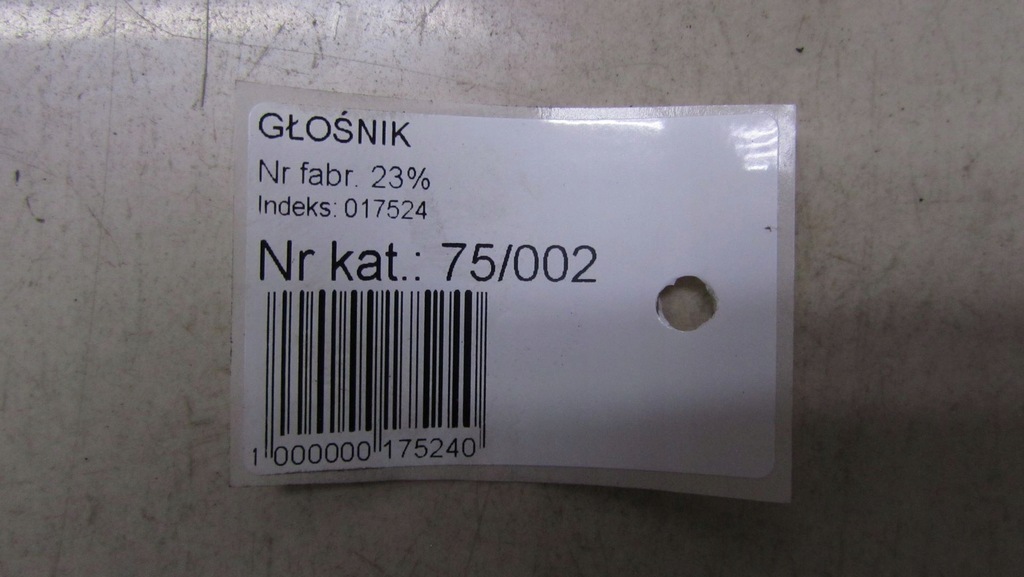 GŁOŚNIK
Nr fabr. 23%
Indeks: 017524
Nr kat.: 75/002
1 000000 175240